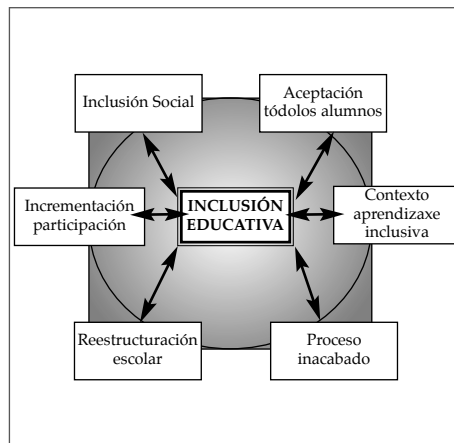 Inclusión Social
Aceptación
tódolos alumnos
Incrementación
participación
INCLUSIÓN
EDUCATIVA
Contexto
aprendizaxe
inclusiva
Reestructuración
escolar
Proceso
inacabado